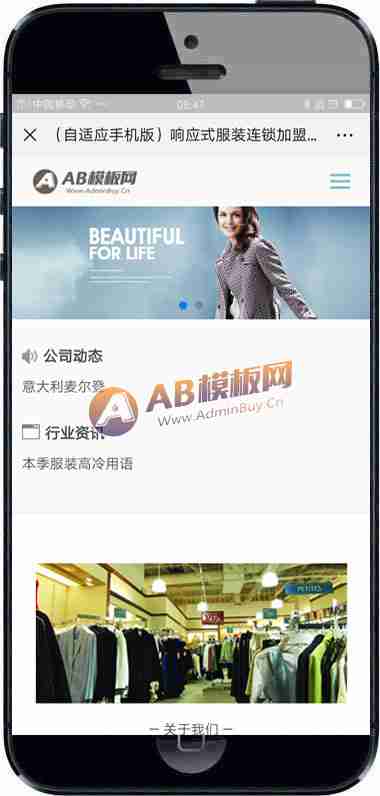 中国移动
05:47
（自适应手机版）响应式服装连锁加盟...
AB模板网
Www.AdminBuy.Cn
BEAUTIFUL
FOR LIFE
公司动态
意大利麦尔登
AB模板网
Www.AdminBuy.Cn
行业资讯
本季服装高冷用语
PETITES
— 关于我们 —